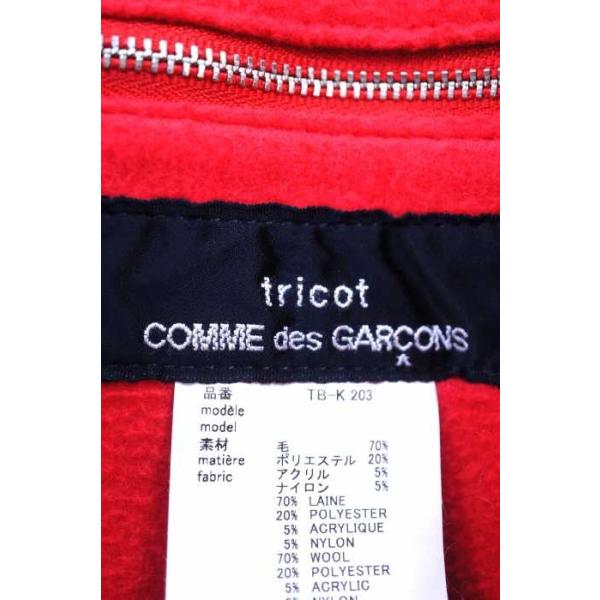 tricot
COMME des GARÇONS
品番 TB-K 203
modèle
model
素材 毛 70%
matière ポリエステル 20%
fabric アクリル 5%
ナイロン 5%
70% LAINE
20% POLYESTER
5% ACRYLIQUE
5% NYLON
70% WOOL
20% POLYESTER
5% ACRYLIC
5% NYLON